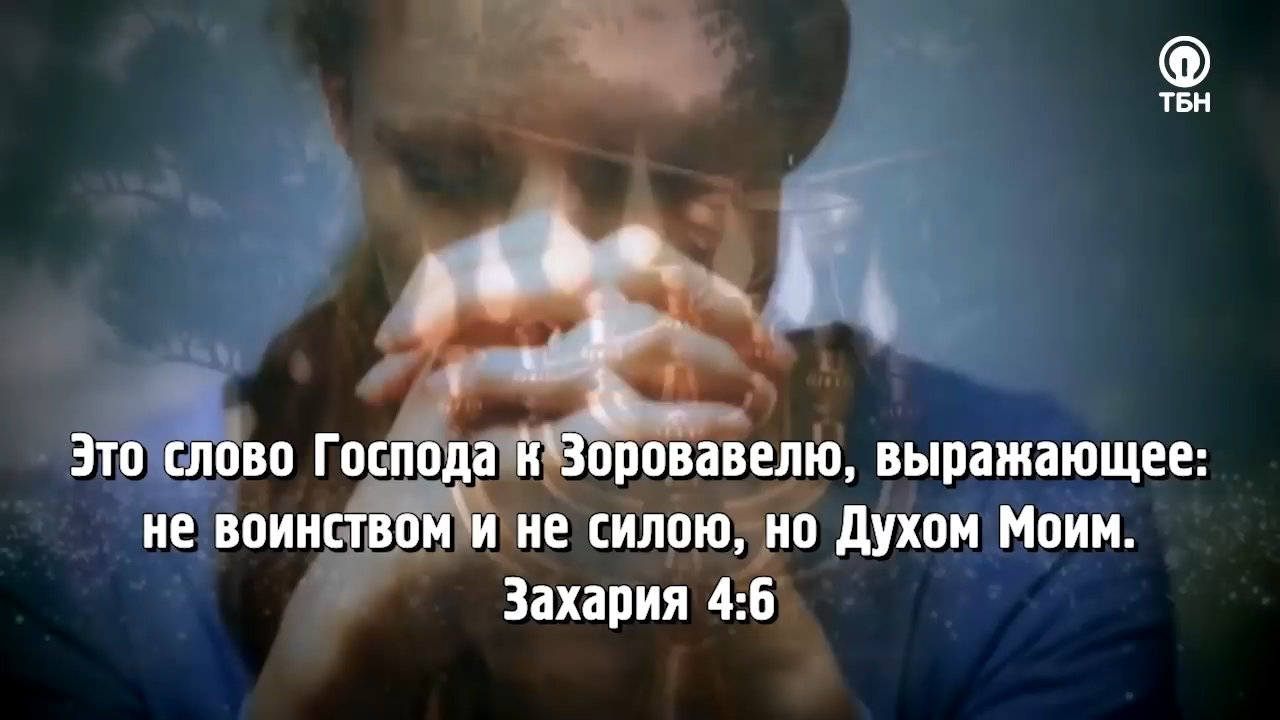 ТБН
Это слово Господа к Зоровавелю, выражающее:
не воинством и не силою, но Духом Моим.
Захария 4:6